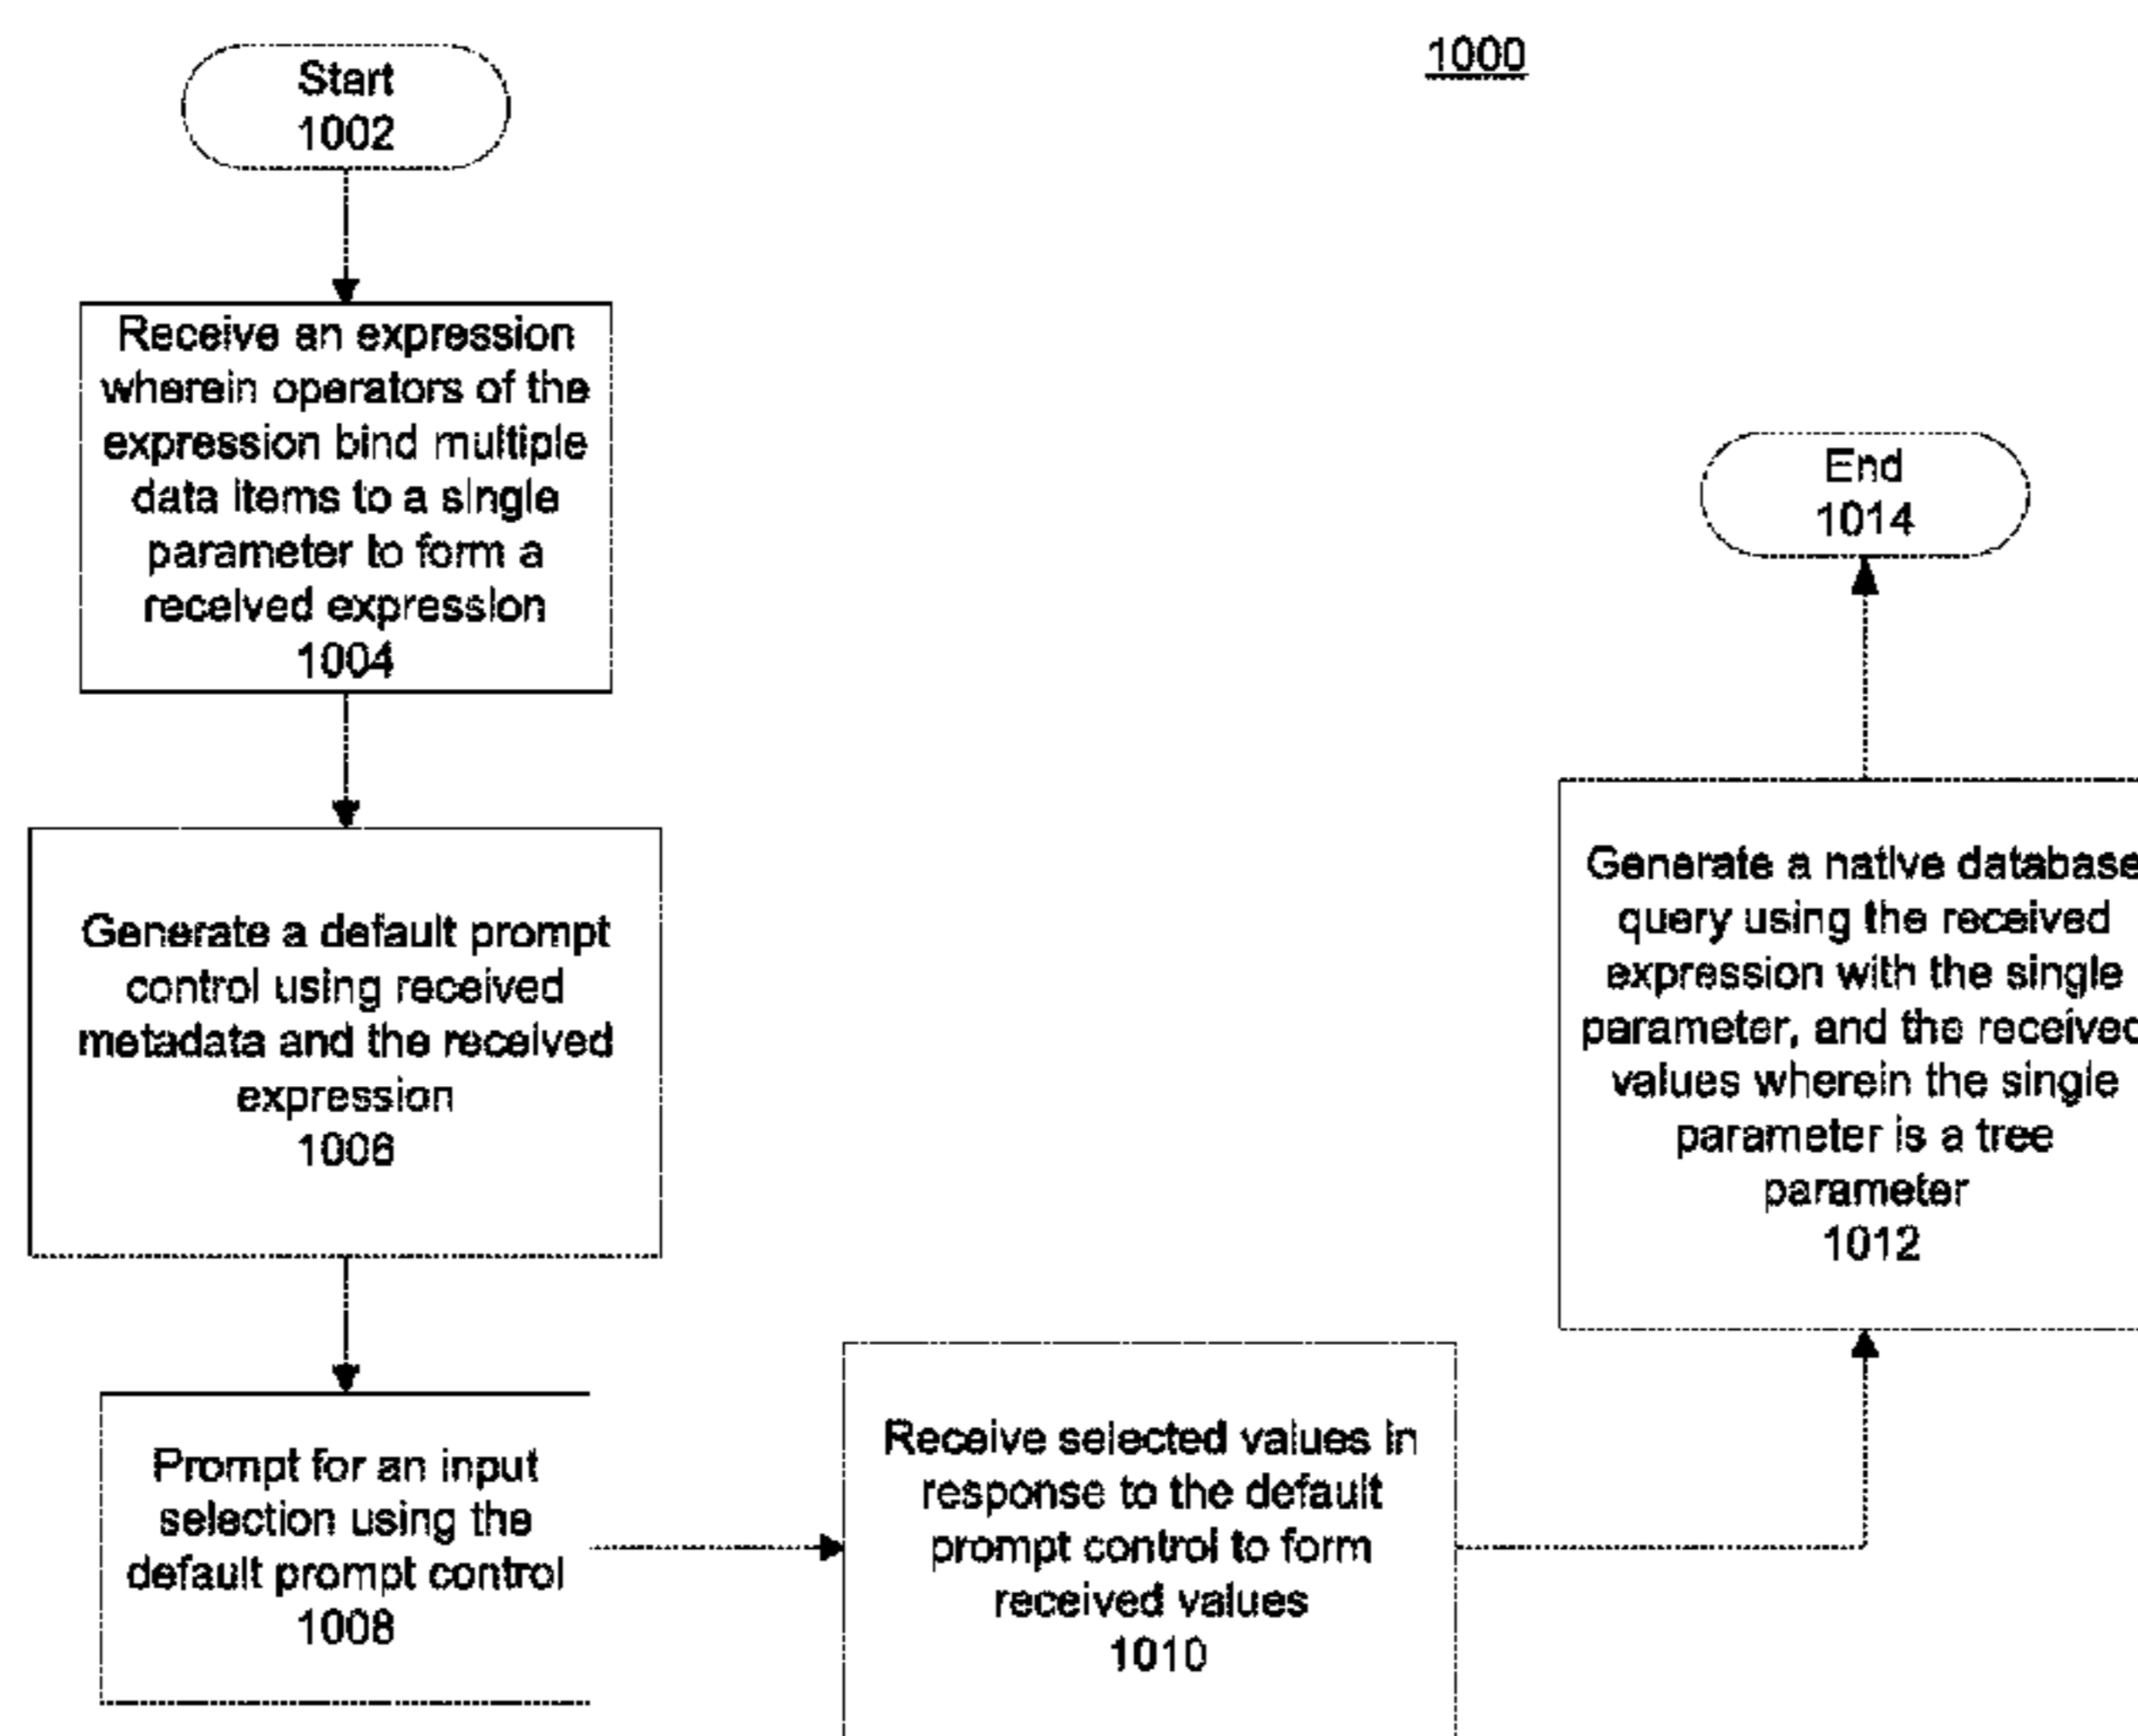 1000
Start
1002
Receive an expression
wherein operators of the
expression bind multiple
data items to a single
parameter to form a
received expression
1004
Generate a default prompt
control using received
metadata and the received
expression
1006
Prompt for an input
selection using the
default prompt control
1008
Receive selected values in
response to the default
prompt control to form
received values
1010
Generate a native database
query using the received
expression with the single
parameter, and the received
values wherein the single
parameter is a tree
parameter
1012
End
1014